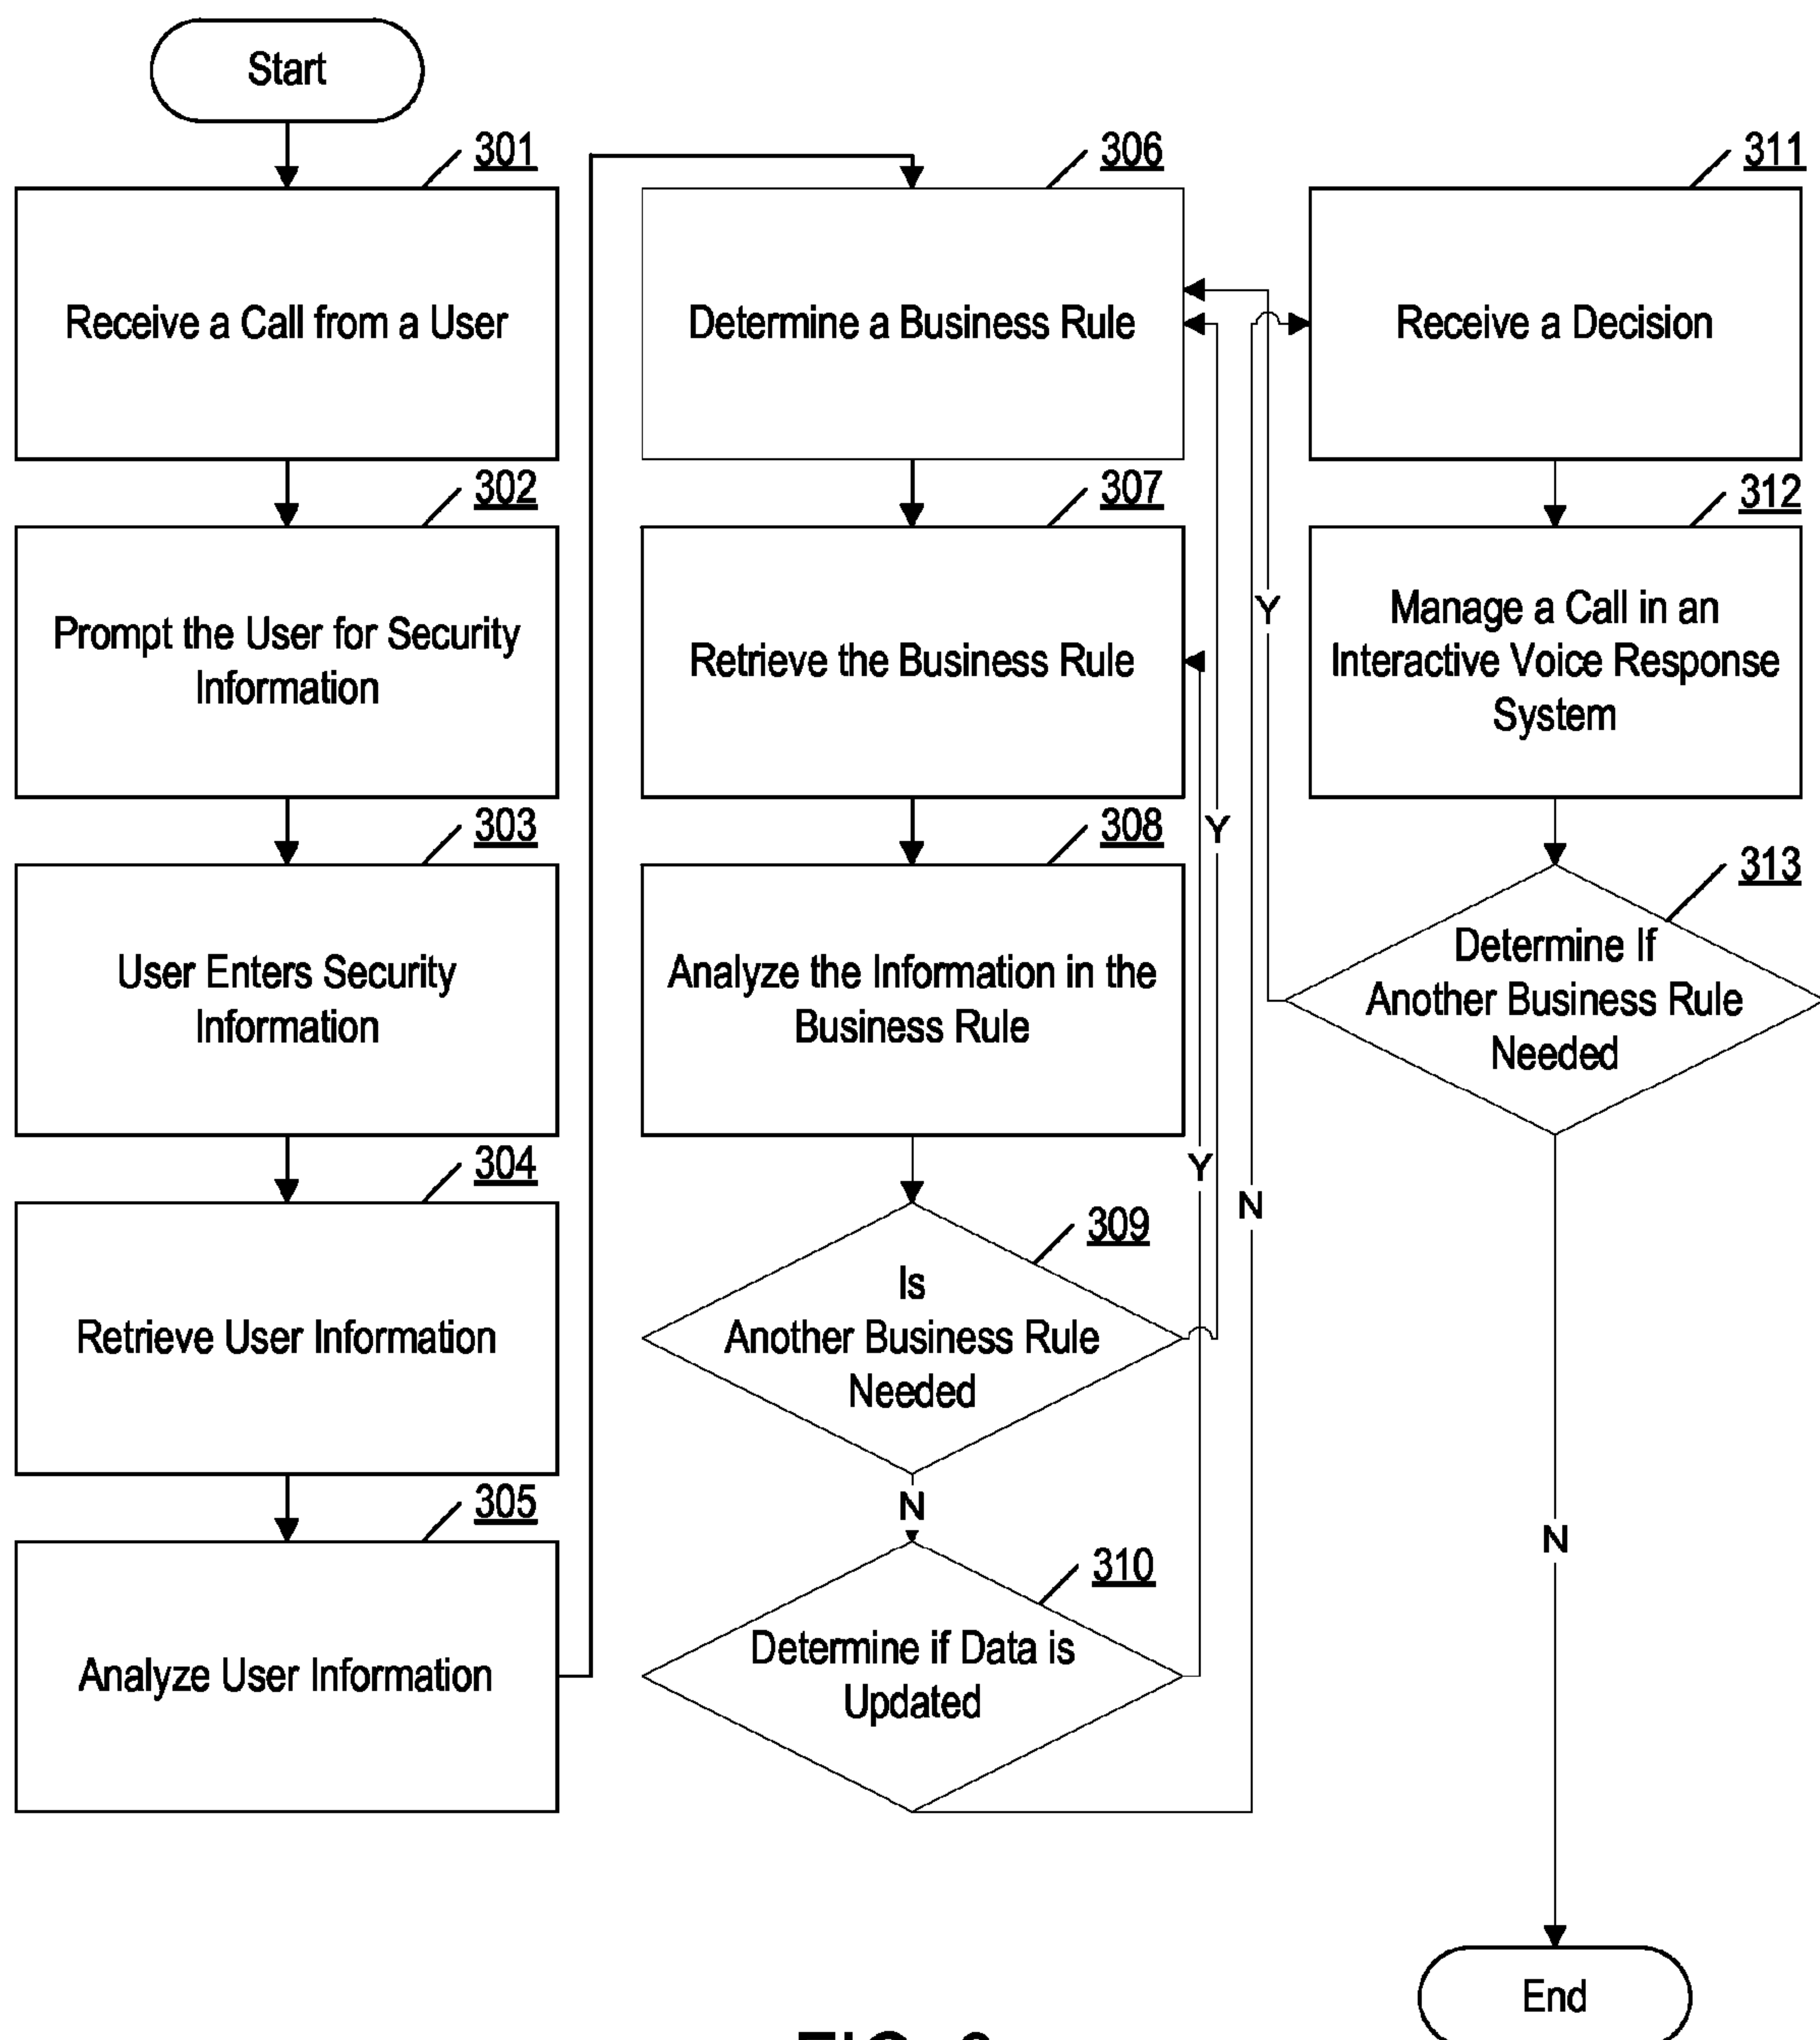 Start
301
Receive a Call from a User
302
Prompt the User for Security
Information
303
User Enters Security
Information
304
Retrieve User Information
305
Analyze User Information
306
Determine a Business Rule
307
Retrieve the Business Rule
308
Analyze the Information in the
Business Rule
309
Is
Another Business Rule
Needed
Y
N
310
Determine if Data is
Updated
Y
N
311
Receive a Decision
312
Manage a Call in an
Interactive Voice Response
System
313
Determine If
Another Business Rule
Needed
Y
N
End